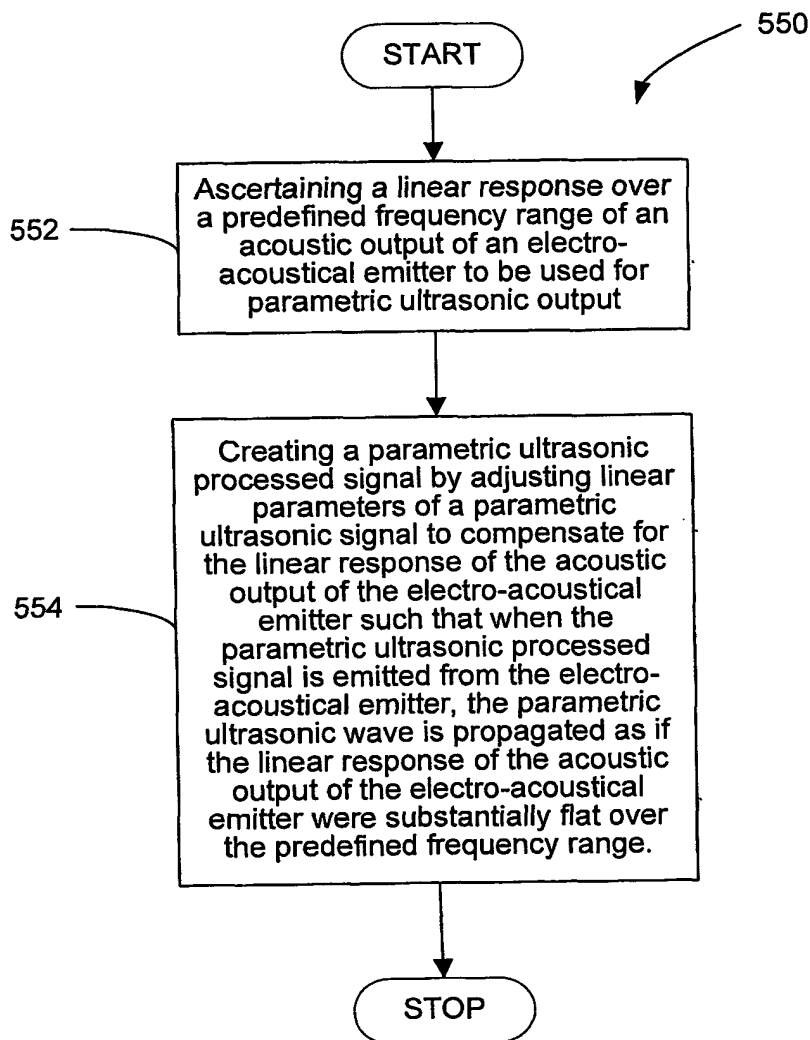 550
START
552
Ascertaining a linear response over
a predefined frequency range of an
acoustic output of an electro-
acoustical emitter to be used for
parametric ultrasonic output
554
Creating a parametric ultrasonic
processed signal by adjusting linear
parameters of a parametric
ultrasonic signal to compensate for
the linear response of the acoustic
output of the electro-acoustical
emitter such that when the
parametric ultrasonic processed
signal is emitted from the electro-
acoustical emitter, the parametric
ultrasonic wave is propagated as if
the linear response of the acoustic
output of the electro-acoustical
emitter were substantially flat over
the predefined frequency range.
STOP